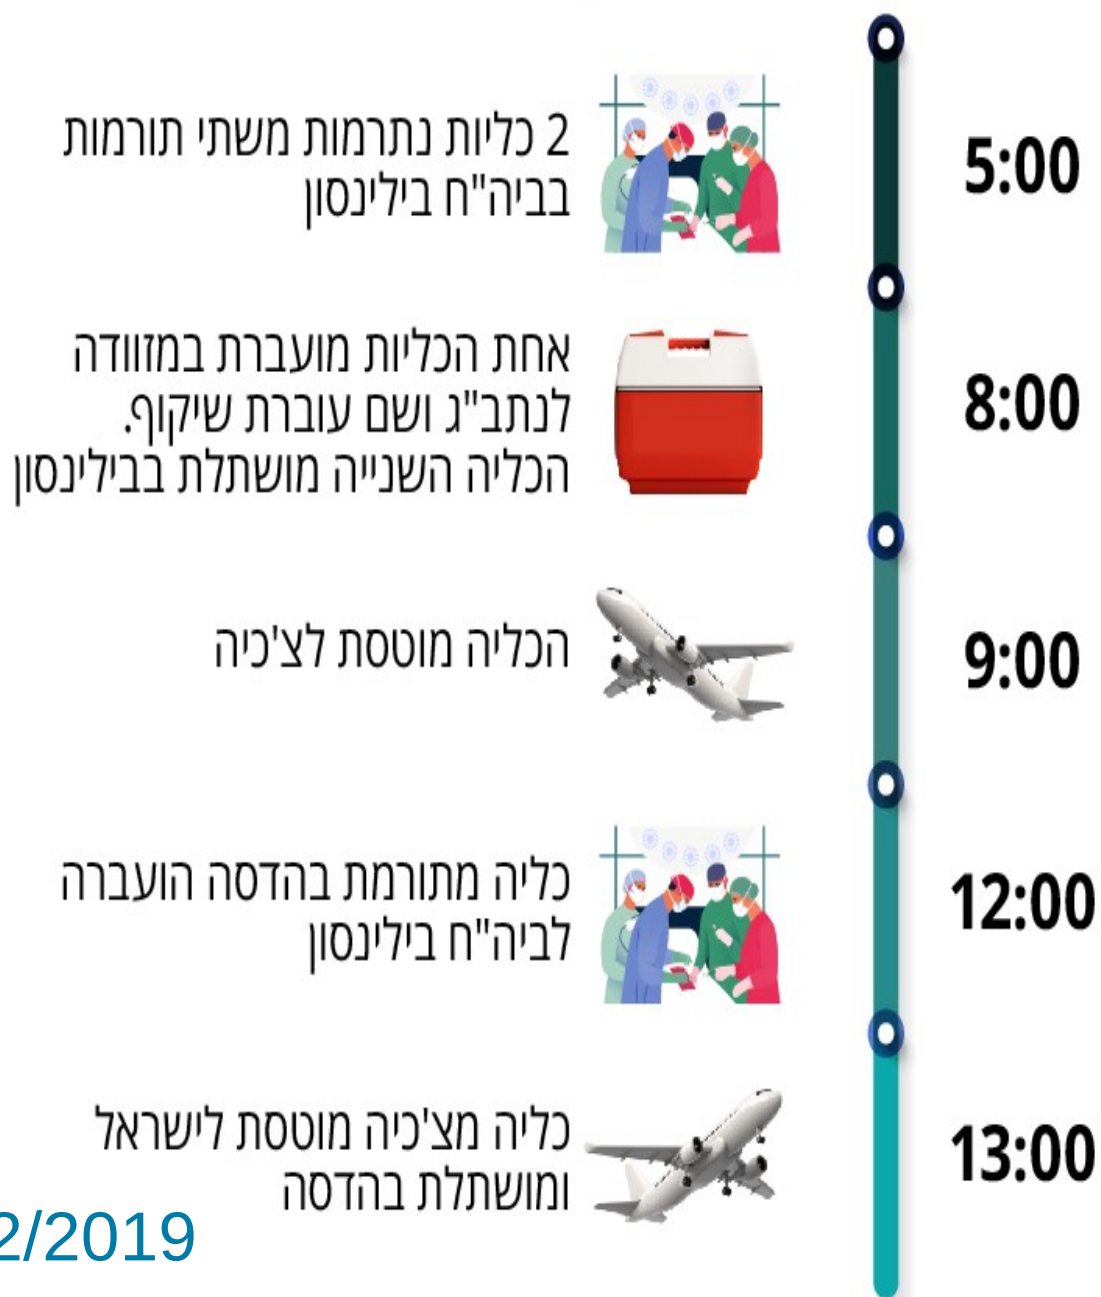 5:00
2 כליות נתרמות משתי תורמות
בביה"ח בילינסון
8:00
אחת הכליות מועברת במזוודה
לנתב"ג ושם עוברת שיקוף.
הכליה השנייה מושתלת בבילינסון
9:00
הכליה מוטסת לצ'כיה
12:00
כליה מתורמת בהדסה הועברה
לביה"ח בילינסון
13:00
כליה מצ'כיה מוטסת לישראל
ומושתלת בהדסה
2/2019